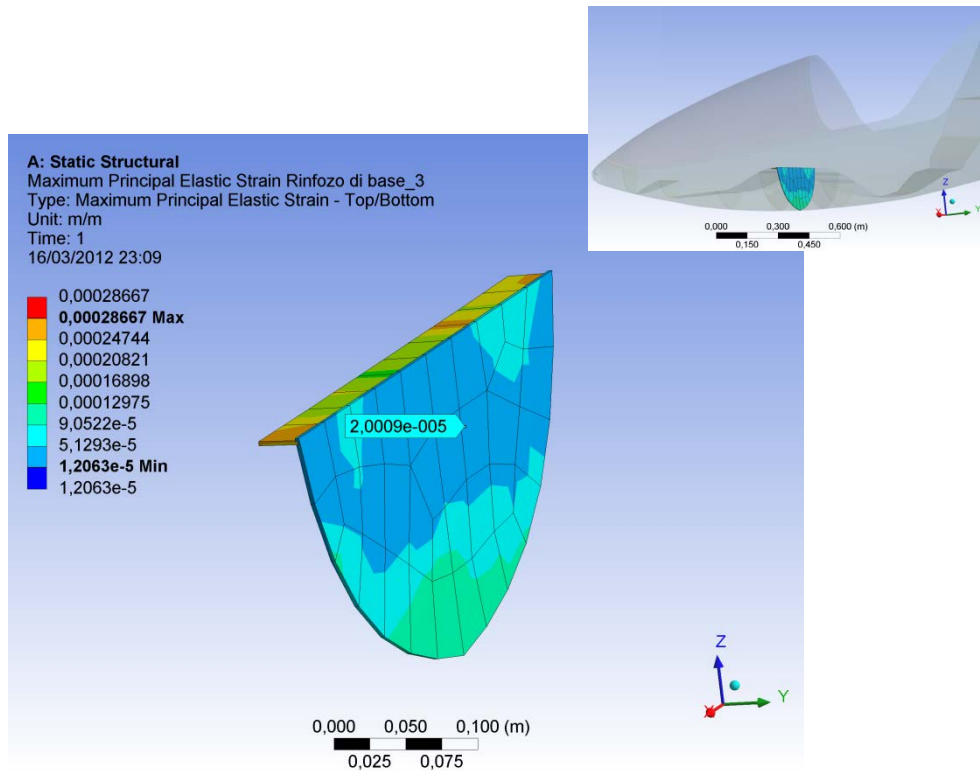 A: Static Structural
Maximum Principal Elastic Strain Rinfozo di base_3
Type: Maximum Principal Elastic Strain - Top/Bottom
Unit: m/m
Time: 1
16/03/2012 23:09
0,00028667
0,00028667 Max
0,00024744
0,00020821
0,00016898
0,00012975
9,0522e-5
5,1293e-5
1,2063e-5 Min
1,2063e-5
2,0009e-005
0,000 0,050 0,100 (m)
0,025 0,075
Z
Y
X
0,000 0,300 0,600 (m)
0,150 0,450
Z
Y
X